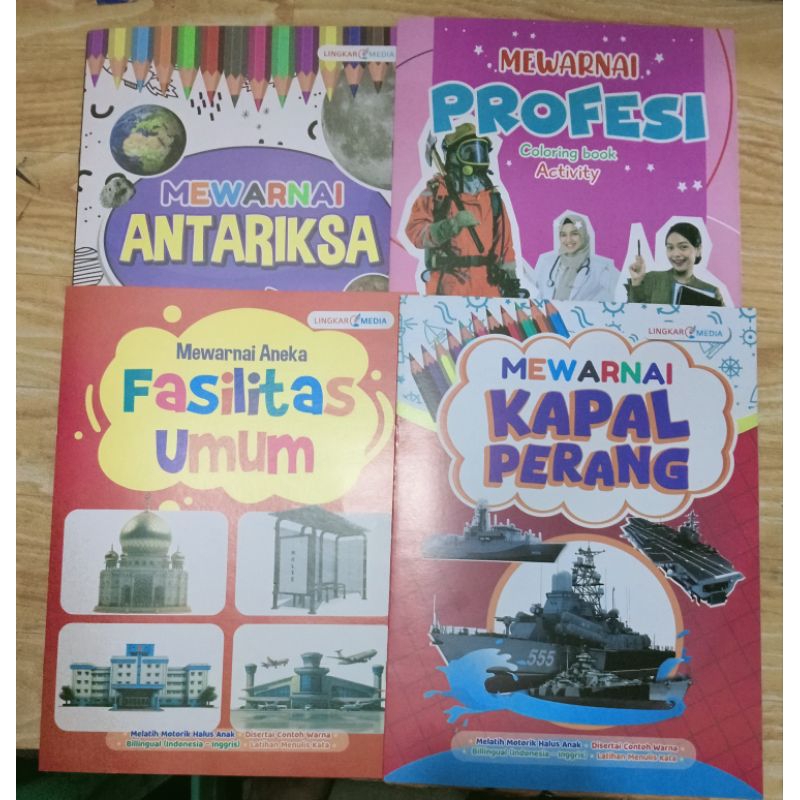 LINGKAR MEDIA
MEWARNAI
ANTARIKSA
MEWARNAI
PROFESI
Coloring book
Activity
LINGKAR MEDIA
Mewarnai Aneka
Fasilitas
Umum
Melatih Motorik Halus Anak • Disertai Contoh Warna
• Billingual (Indonesia - Inggris) • Latihan Menulis Kata
LINGKAR MEDIA
MEWARNAI
KAPAL
PERANG
555
Melatih Motorik Halus Anak • Disertai Contoh Warna
• Billingual (Indonesia - Inggris) • Latihan Menulis Kata